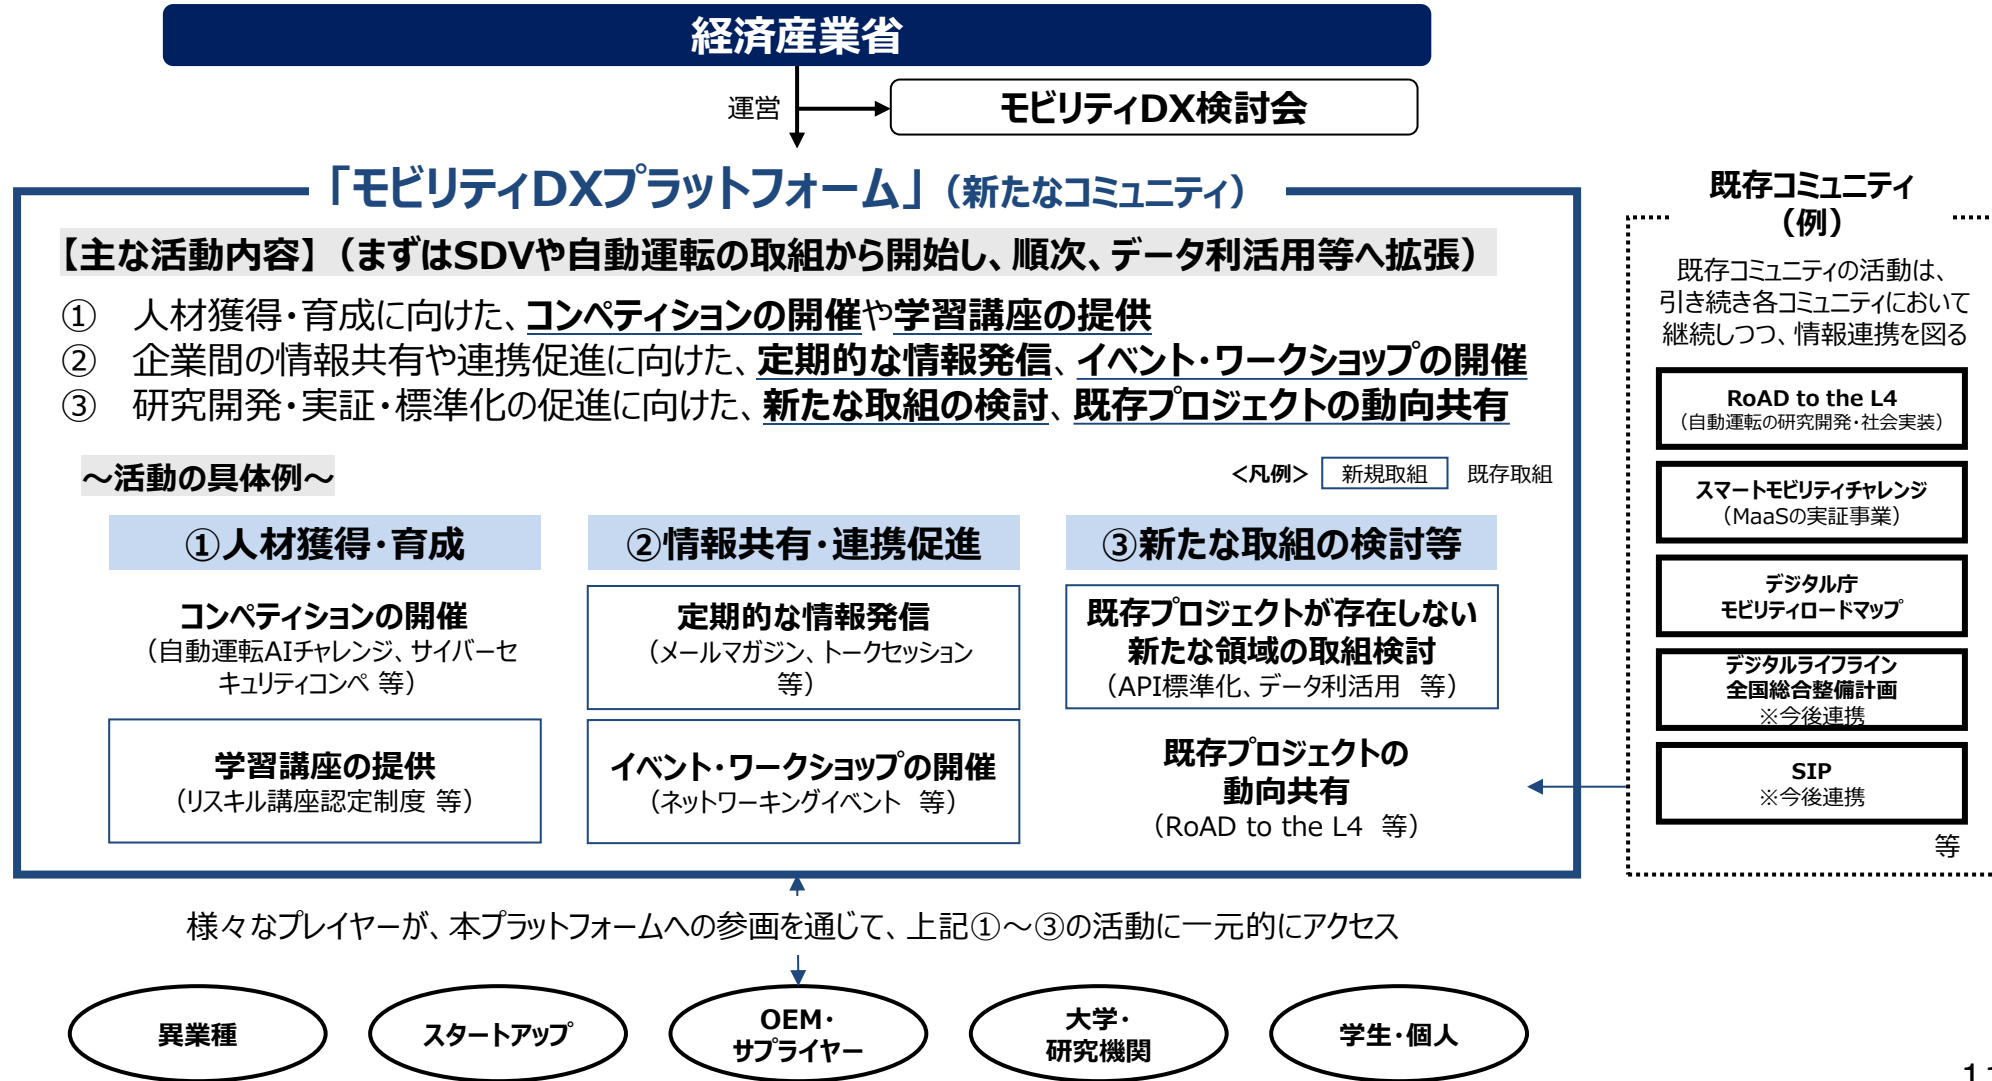 経済産業省
運営
モビリティDX検討会
「モビリティDXプラットフォーム」（新たなコミュニティ）
【主な活動内容】（まずはSDVや自動運転の取組から開始し、順次、データ利活用等へ拡張）
① 人材獲得・育成に向けた、コンペティションの開催や学習講座の提供
② 企業間の情報共有や連携促進に向けた、定期的な情報発信、イベント・ワークショップの開催
③ 研究開発・実証・標準化の促進に向けた、新たな取組の検討、既存プロジェクトの動向共有
～活動の具体例～
<凡例> 新規取組 既存取組
①人材獲得・育成
コンペティションの開催
（自動運転AIチャレンジ、サイバーセ
キュリティコンペ 等）
学習講座の提供
（リスキル講座認定制度 等）
②情報共有・連携促進
定期的な情報発信
（メールマガジン、トークセッション
等）
イベント・ワークショップの開催
（ネットワーキングイベント 等）
③新たな取組の検討等
既存プロジェクトが存在しない
新たな領域の取組検討
（API標準化、データ利活用 等）
既存プロジェクトの
動向共有
（RoAD to the L4 等）
既存コミュニティ
（例）
既存コミュニティの活動は、
引き続き各コミュニティにおいて
継続しつつ、情報連携を図る
RoAD to the L4
（自動運転の研究開発・社会実装）
スマートモビリティチャレンジ
（MaaSの実証事業）
デジタル庁
モビリティロードマップ
デジタルライフライン
全国総合整備計画
※今後連携
SIP
※今後連携
等
様々なプレイヤーが、本プラットフォームへの参画を通じて、上記①～③の活動に一元的にアクセス
異業種
スタートアップ
OEM・
サプライヤー
大学・
研究機関
学生・個人